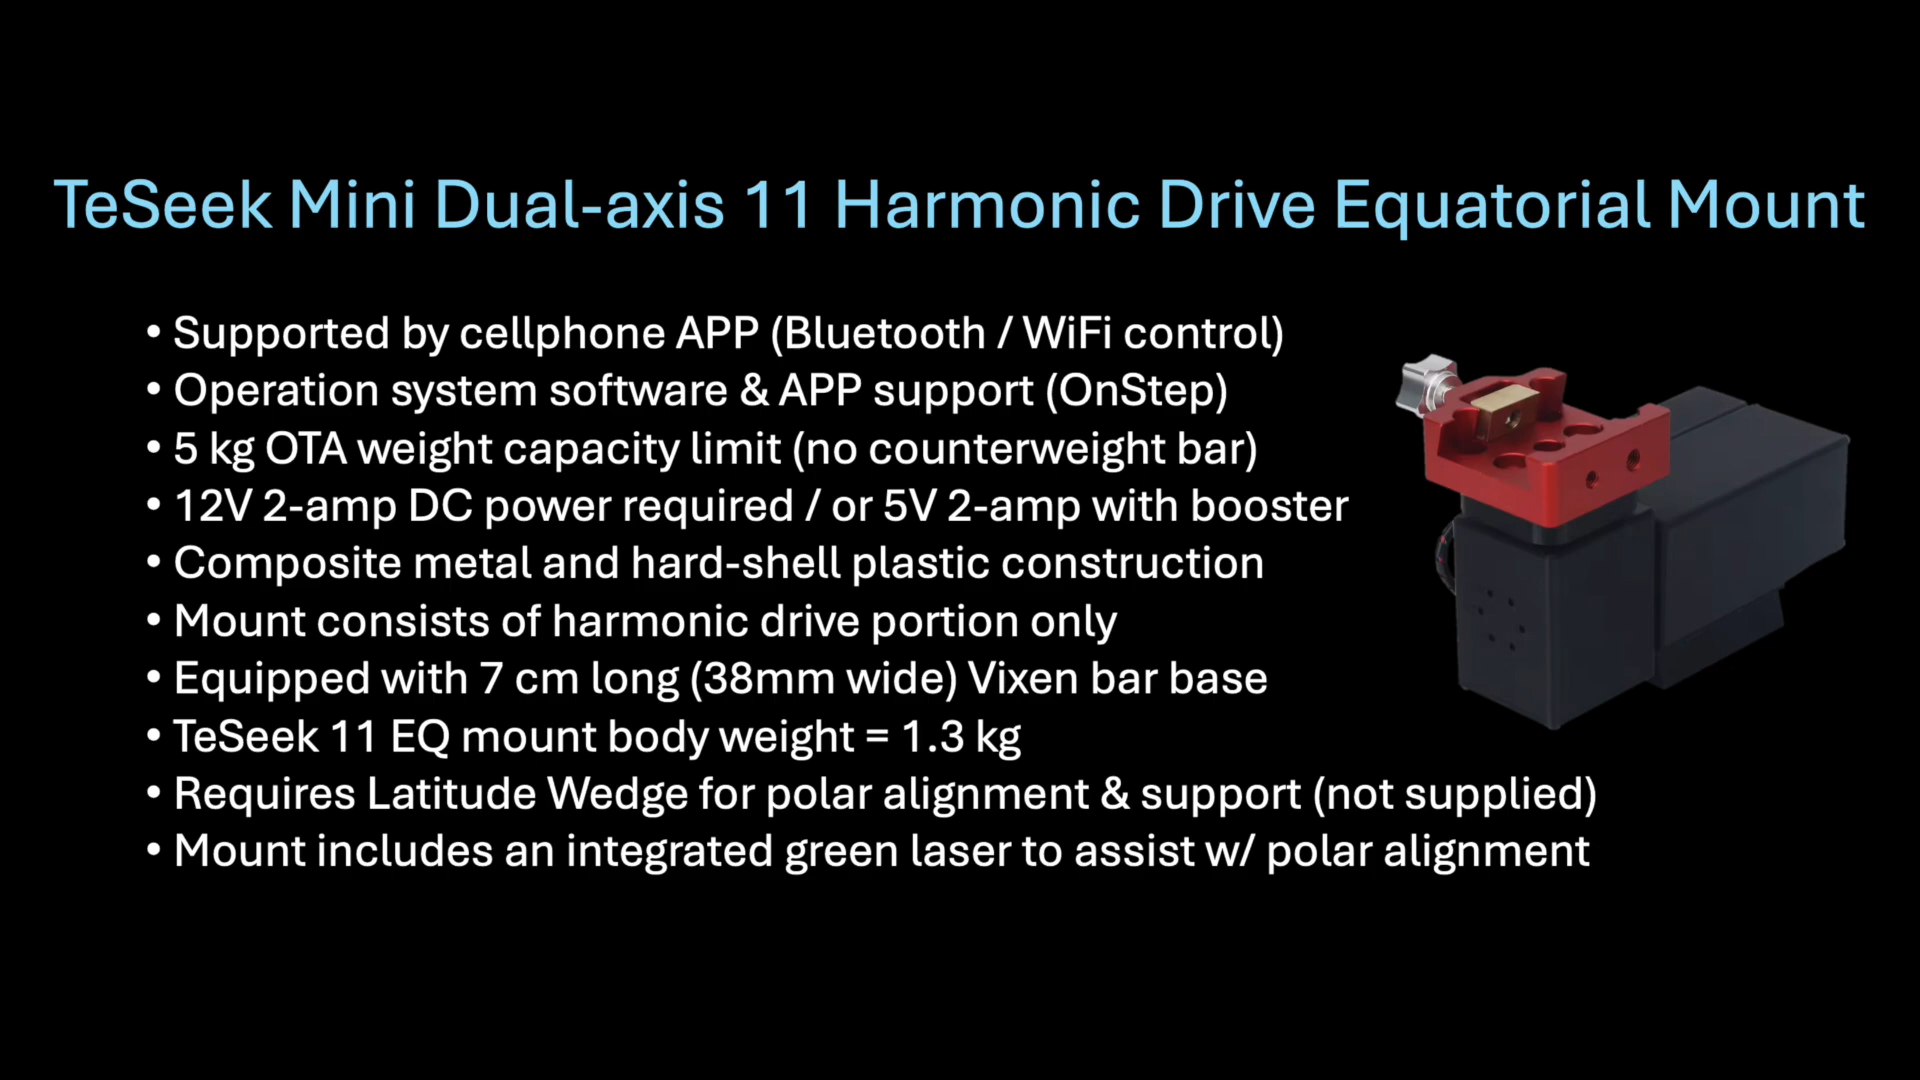 TeSeek Mini Dual-axis 11 Harmonic Drive Equatorial Mount
• Supported by cellphone APP (Bluetooth / WiFi control)
• Operation system software & APP support (OnStep)
• 5 kg OTA weight capacity limit (no counterweight bar)
• 12V 2-amp DC power required / or 5V 2-amp with booster
• Composite metal and hard-shell plastic construction
• Mount consists of harmonic drive portion only
• Equipped with 7 cm long (38mm wide) Vixen bar base
• TeSeek 11 EQ mount body weight = 1.3 kg
• Requires Latitude Wedge for polar alignment & support (not supplied)
• Mount includes an integrated green laser to assist w/ polar alignment